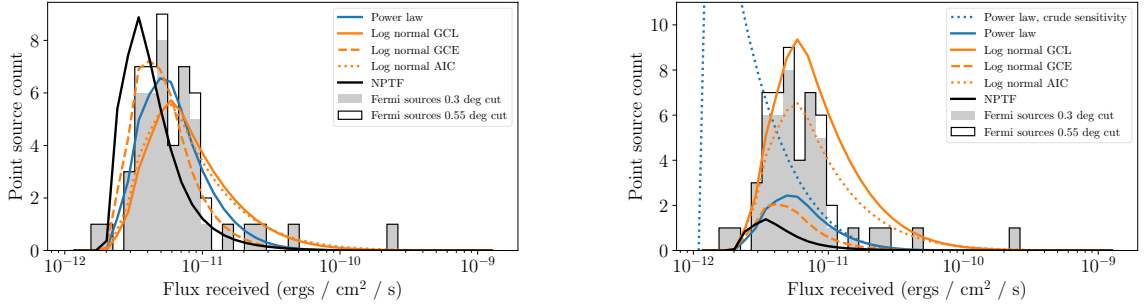 Point source count
8
6
4
2
0
10⁻¹²
10⁻¹¹
10⁻¹⁰
10⁻⁹
Flux received (ergs / cm² / s)
Power law
Log normal GCL
Log normal GCE
Log normal AIC
NPTF
Fermi sources 0.3 deg cut
Fermi sources 0.55 deg cut
Point source count
10
8
6
4
2
0
10⁻¹²
10⁻¹¹
10⁻¹⁰
10⁻⁹
Flux received (ergs / cm² / s)
Power law, crude sensitivity
Power law
Log normal GCL
Log normal GCE
Log normal AIC
NPTF
Fermi sources 0.3 deg cut
Fermi sources 0.55 deg cut